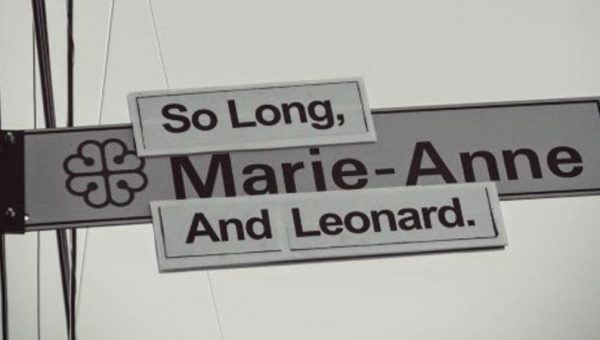 So Long,
Marie-Anne
And Leonard.